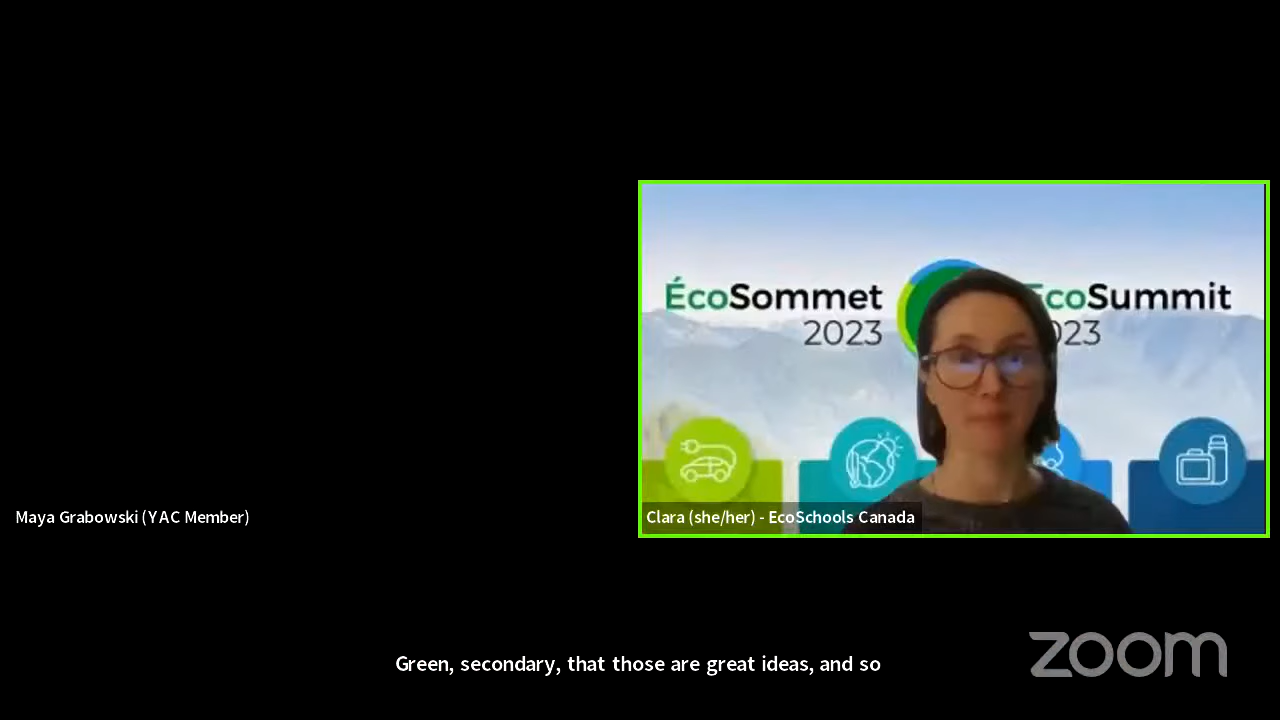 ÉcoSommet
2023
EcoSummit
2023
Maya Grabowski (YAC Member)
Clara (she/her) - EcoSchools Canada
Green, secondary, that those are great ideas, and so
zoom